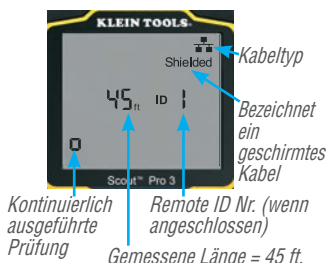 KLEIN TOOLS®
Shielded
45 ft ID 1
o
Scout™ Pro 3
Kabeltyp
Bezeichnet
ein
geschirmtes
Kabel
Kontinuierlich
ausgeführte
Prüfung
Remote ID Nr. (wenn
angeschlossen)
Gemessene Länge = 45 ft.